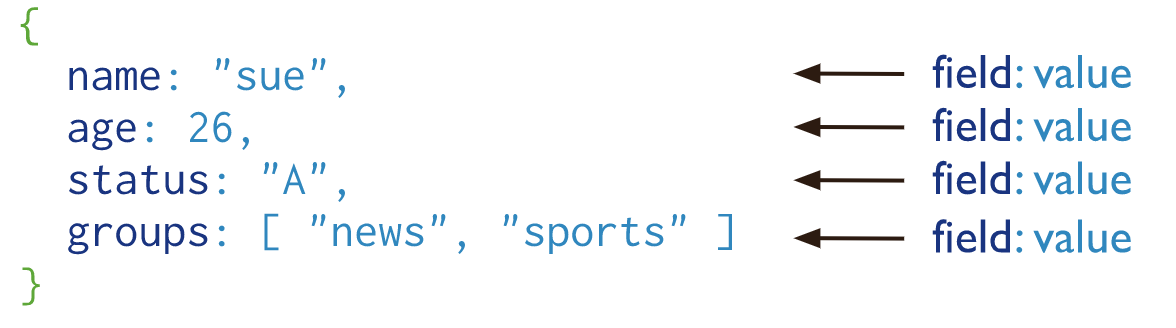 {
name: "sue", field: value
age: 26, field: value
status: "A", field: value
groups: [ "news", "sports" ] field: value
}